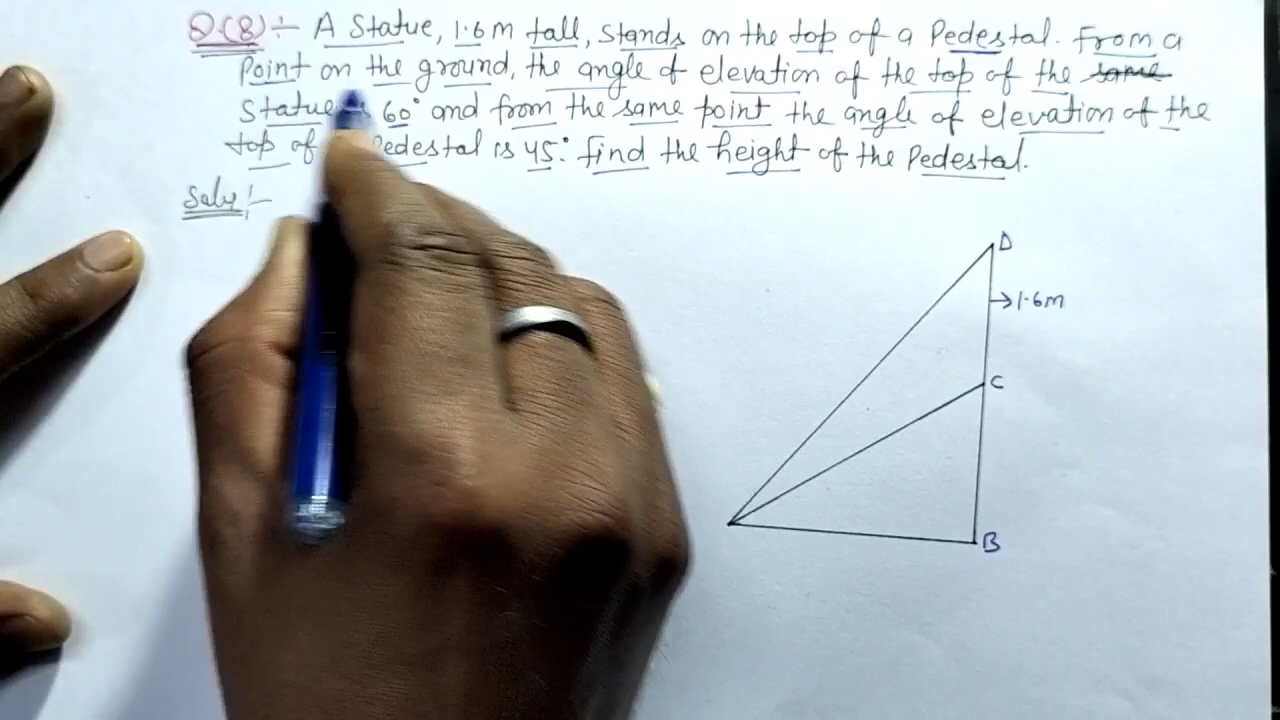 Q.(8):- A Statue, 1.6m tall, stands on the top of a Pedestal. From a
Point on the ground, the angle of elevation of the top of the same
Statue 60° and from the same point the angle of elevation of the
top of Pedestal is 45°. find the height of the Pedestal.
Solu:-
D
→1.6m
C
B